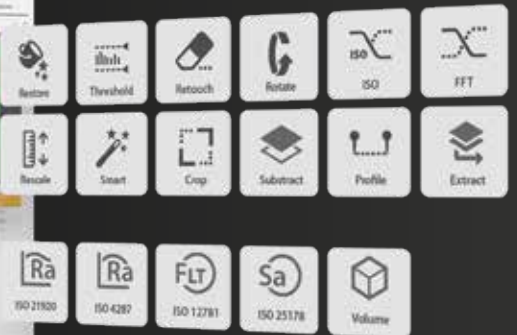 Restore Threshold Retouch Rotate ISO ISO FFT
Rescale Smart Crop Substract Profile Extract
Ra Ra FLT Sa
ISO 21920 ISO 4287 ISO 12781 ISO 25178 Volume